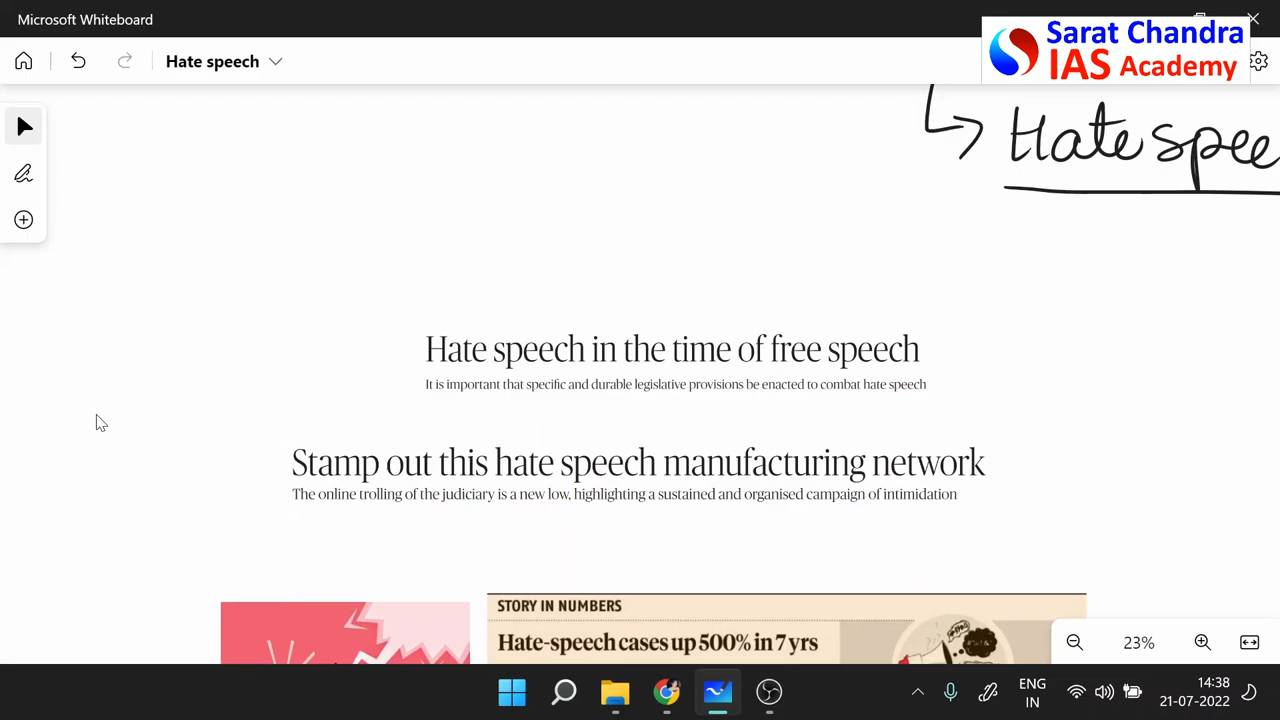 Microsoft Whiteboard
Sarat Chandra
IAS Academy
Hate speech
Hate spee
Hate speech in the time of free speech
It is important that specific and durable legislative provisions be enacted to combat hate speech
Stamp out this hate speech manufacturing network
The online trolling of the judiciary is a new low, highlighting a sustained and organised campaign of intimidation
STORY IN NUMBERS
Hate-speech cases up 500% in 7 yrs
23%
ENG
IN
14:38
21-07-2022